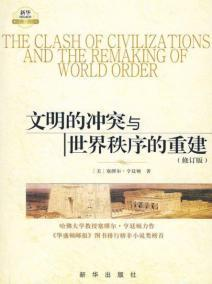 新华
THE CLASH OF CIVILIZATIONS
AND THE REMAKING OF
WORLD ORDER
文明的冲突与
世界秩序的重建
（修订版）
［美］塞缪尔·亨廷顿 著
哈佛大学教授塞缪尔·亨廷顿力作
《华盛顿邮报》图书排行榜非小说类榜首
新华出版社